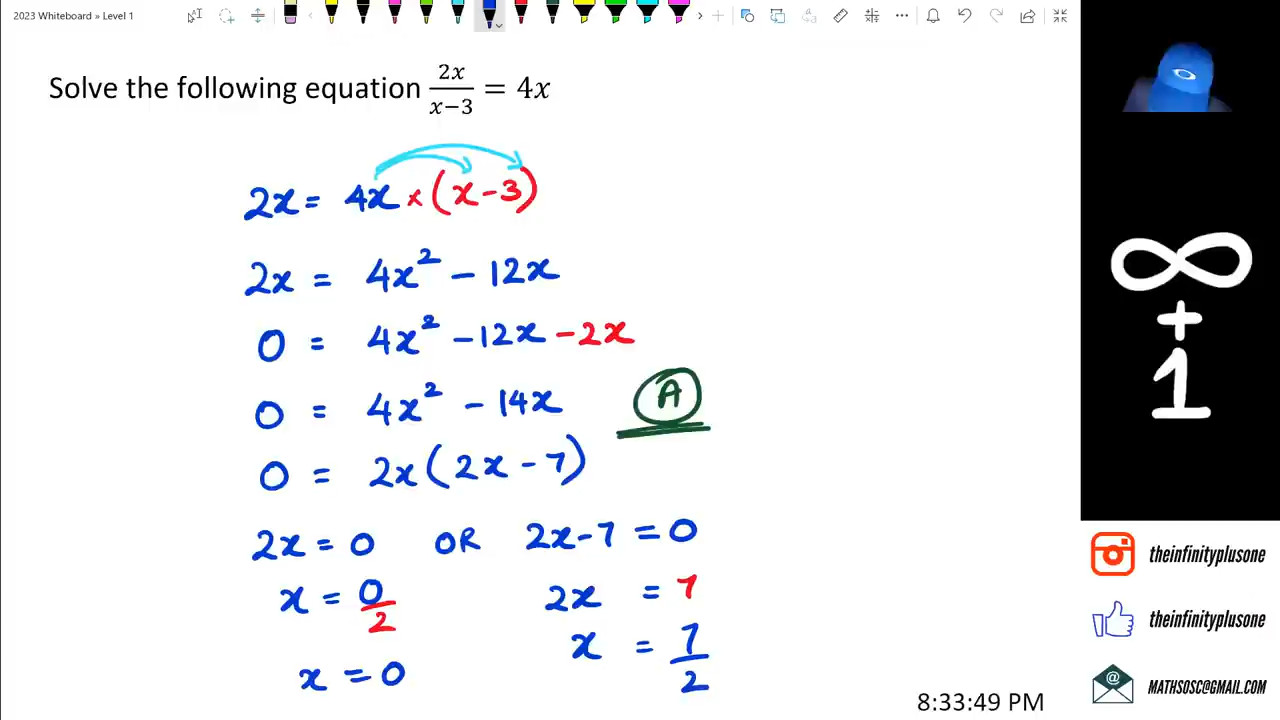 2023 Whiteboard » Level 1
Solve the following equation 2x/(x−3) = 4x
2x = 4x × (x − 3)
2x = 4x² − 12x
0 = 4x² − 12x − 2x
0 = 4x² − 14x
A
0 = 2x(2x − 7)
2x = 0 OR 2x − 7 = 0
x = 0/2 2x = 7
x = 0 x = 7/2
8:33:49 PM
∞
+
1
theinfinityplusone
theinfinityplusone
@ MATHSOSC@GMAIL.COM